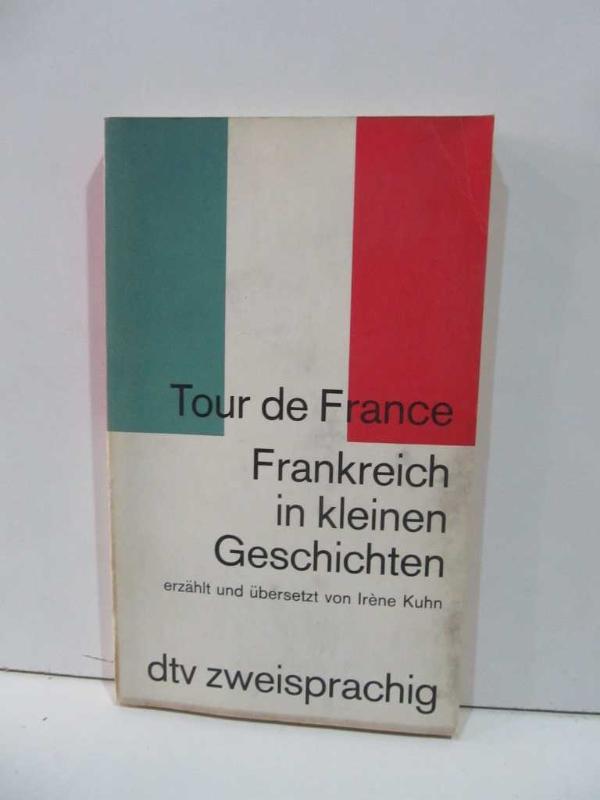 Tour de France
Frankreich
in kleinen
Geschichten
erzählt und übersetzt von Irène Kuhn
dtv zweisprachig